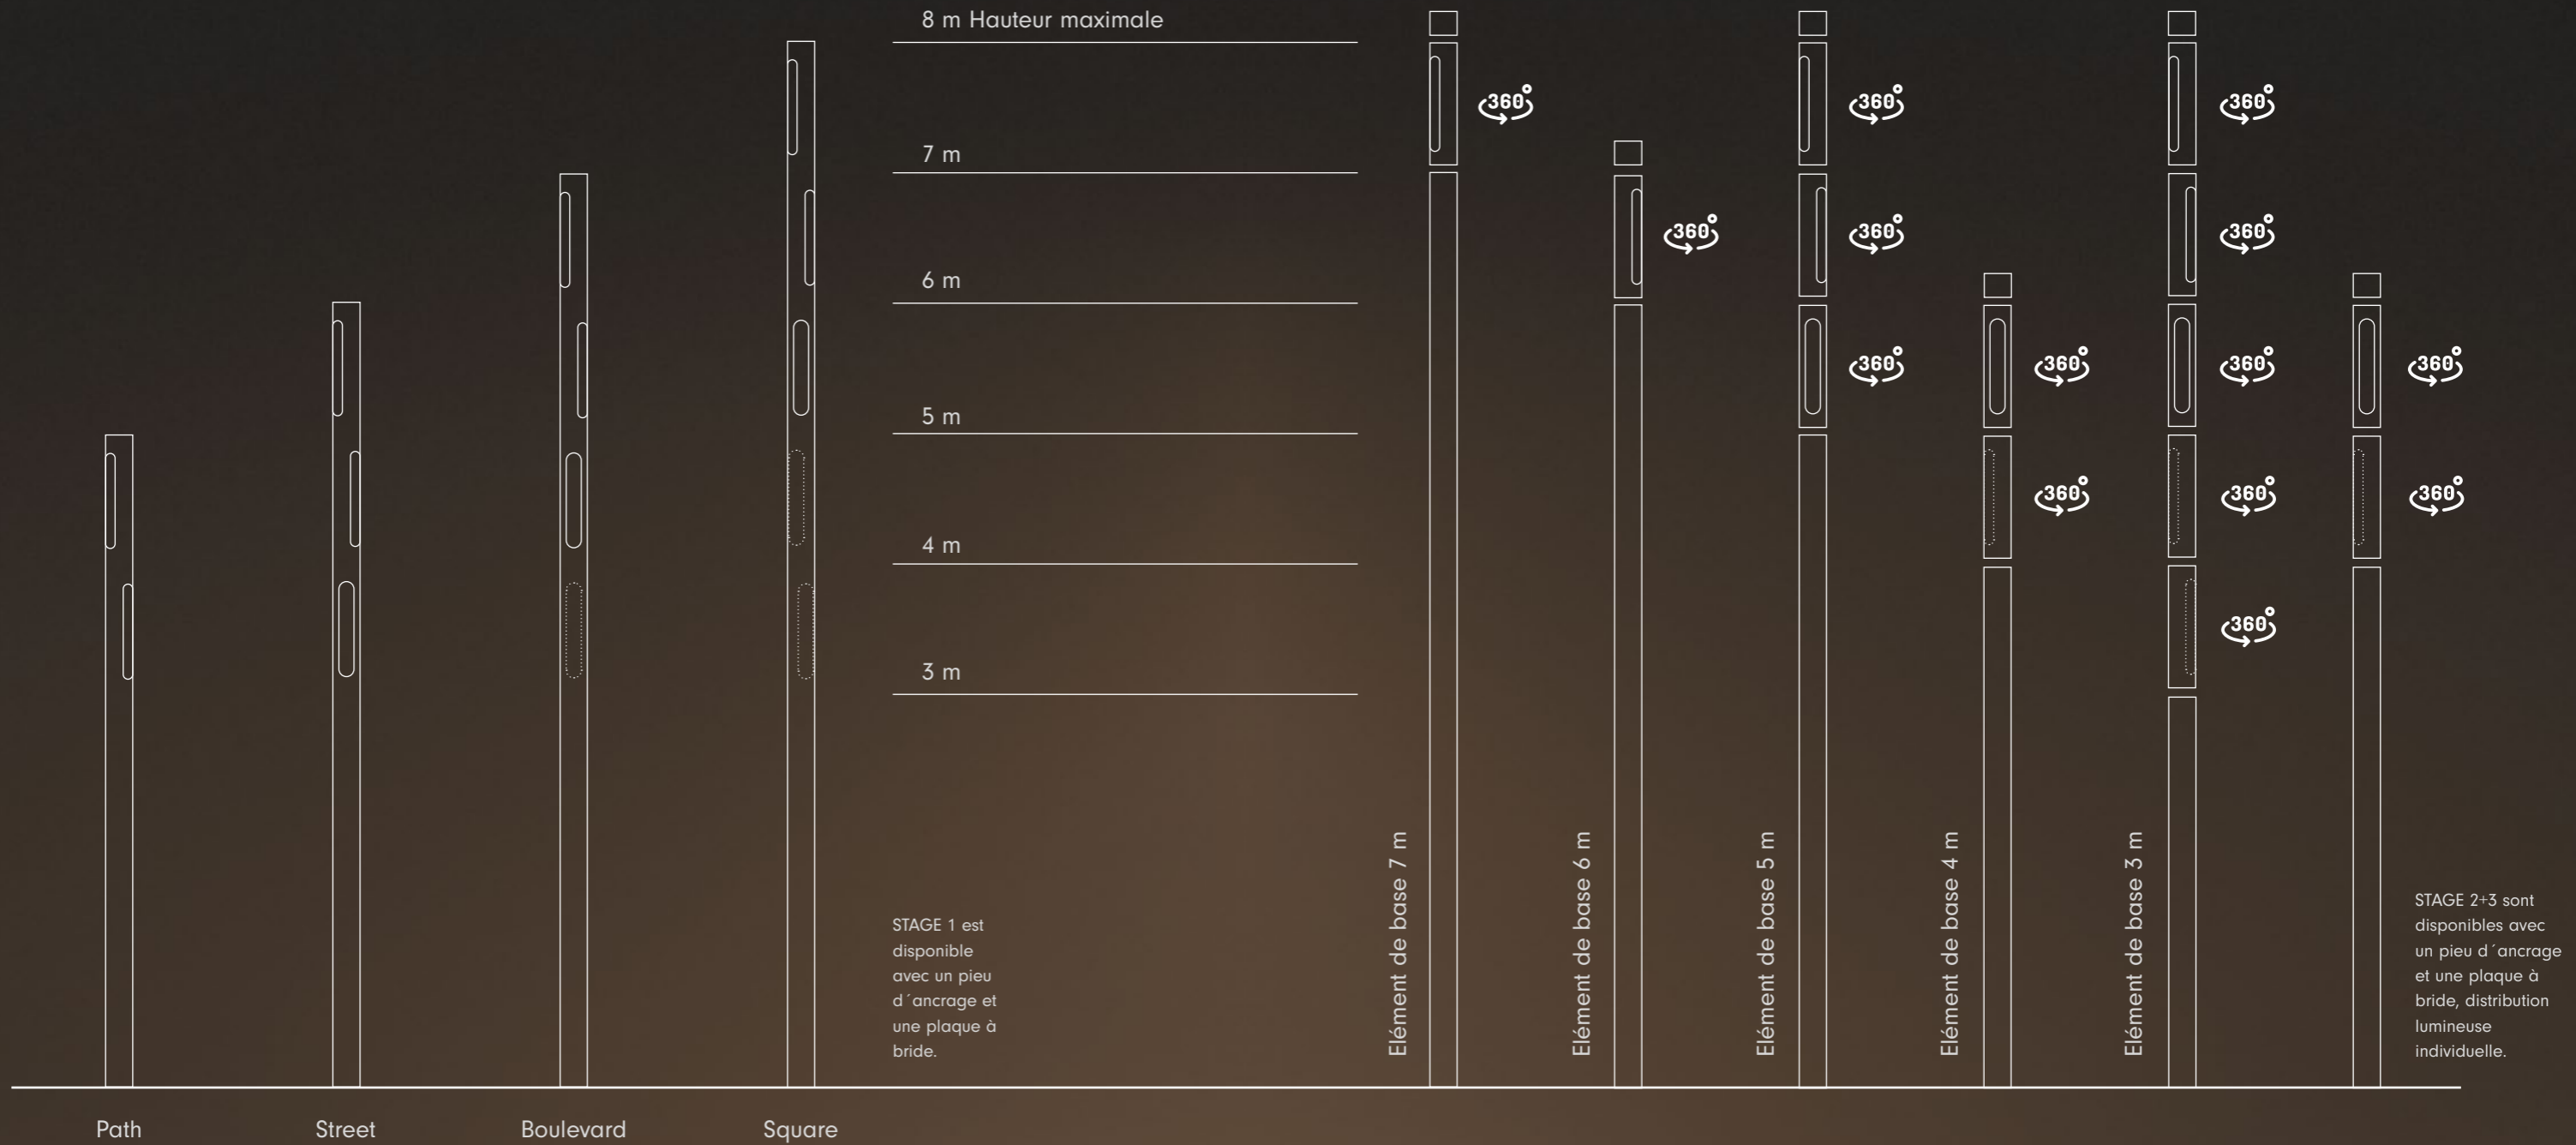 8 m Hauteur maximale
7 m
6 m
5 m
4 m
3 m
STAGE 1 est
disponible
avec un pieu
d´ancrage et
une plaque à
bride.
Path
Street
Boulevard
Square
360°
360°
360°
360°
360°
360°
360°
360°
360°
360°
360°
360°
360°
Elément de base 7 m
Elément de base 6 m
Elément de base 5 m
Elément de base 4 m
Elément de base 3 m
STAGE 2+3 sont
disponibles avec
un pieu d´ancrage
et une plaque à
bride, distribution
lumineuse
individuelle.